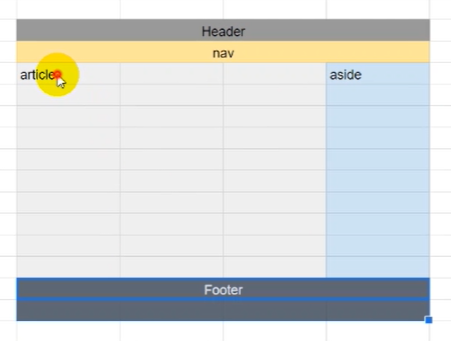 Header
nav
article
aside
Footer